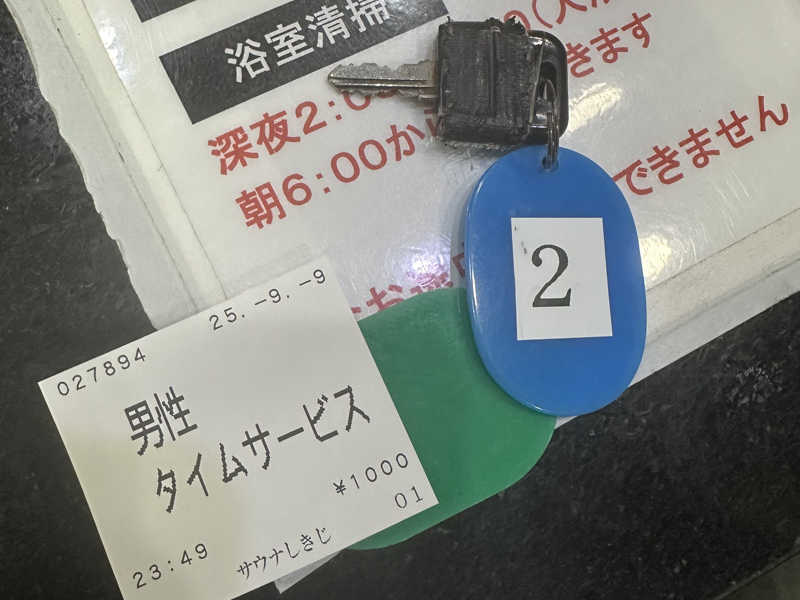 浴室清掃
深夜2:0
きます
朝6:00か
できません
2
027894
25.-9.-9
男性
タイムサービス
¥1000
01
23:49
サウナしきじ